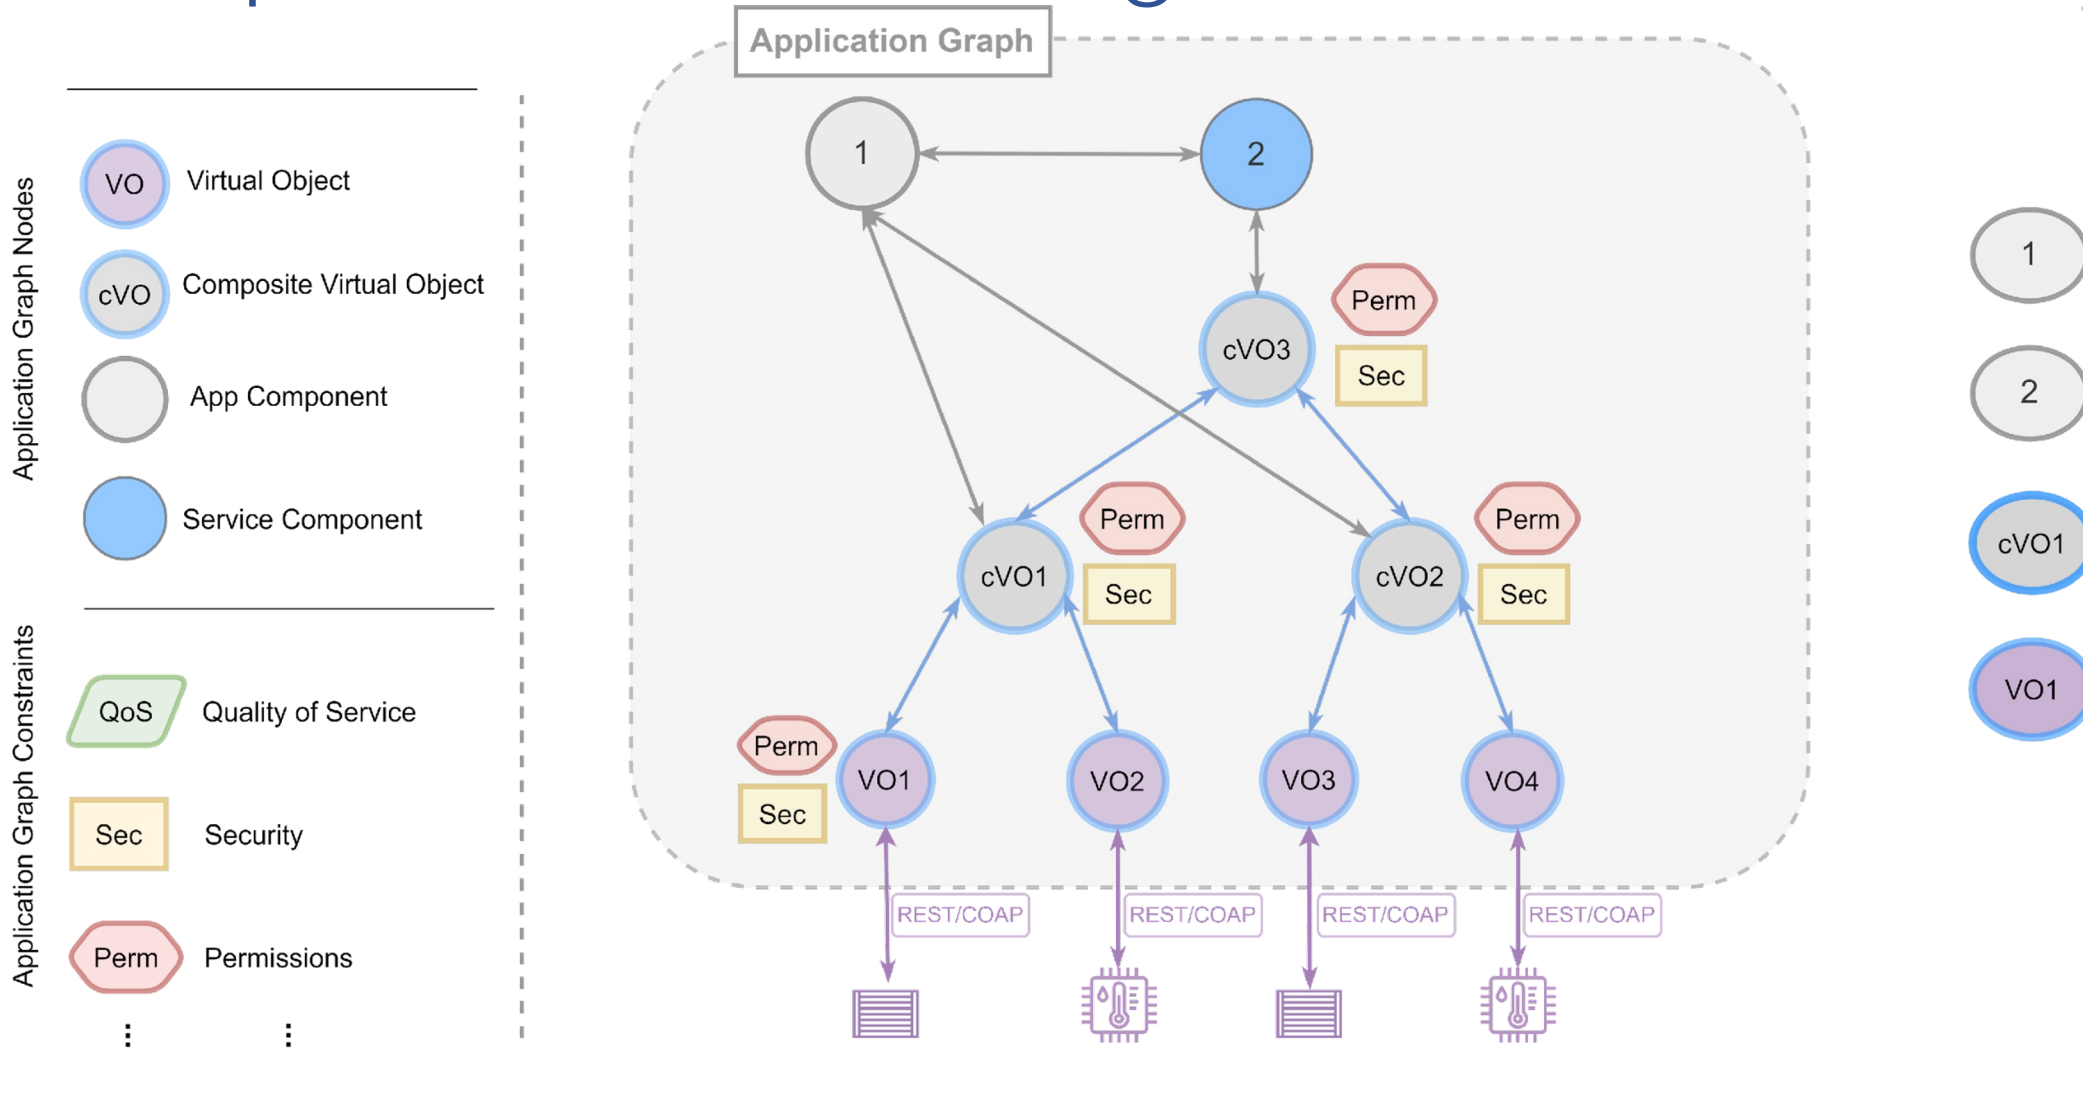 Application Graph Nodes
VO
Virtual Object
cVO
Composite Virtual Object
App Component
Service Component
Application Graph Constraints
QoS
Quality of Service
Sec
Security
Perm
Permissions
Application Graph
1
2
cVO3
Perm
Sec
cVO1
Perm
Sec
cVO2
Perm
Sec
Perm
Sec
VO1
VO2
VO3
VO4
REST/COAP
REST/COAP
REST/COAP
REST/COAP
1
2
cVO1
VO1